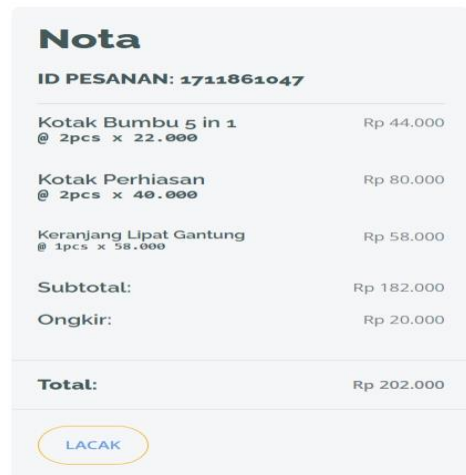 Nota
ID PESANAN: 1711861047
Kotak Bumbu 5 in 1 Rp 44.000
@ 2pcs x 22.000
Kotak Perhiasan Rp 80.000
@ 2pcs x 40.000
Keranjang Lipat Gantung Rp 58.000
@ 1pcs x 58.000
Subtotal: Rp 182.000
Ongkir: Rp 20.000
Total: Rp 202.000
LACAK